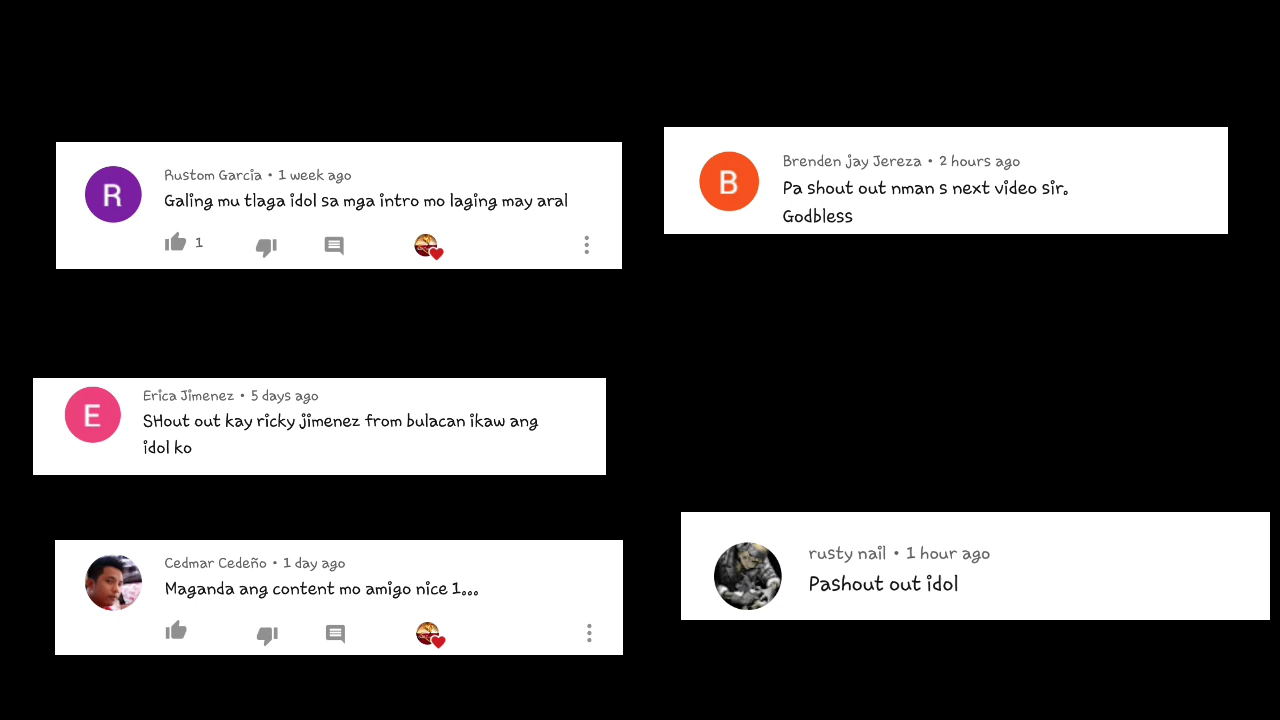 R
Rustom Garcia • 1 week ago
Galing mu tlaga idol sa mga intro mo laging may aral
1
E
Erica Jimenez • 5 days ago
SHout out kay ricky jimenez from bulacan ikaw ang
idol ko
Cedmar Cedeño • 1 day ago
Maganda ang content mo amigo nice 1...
B
Brenden jay Jereza • 2 hours ago
Pa shout out nman s next video sir.
Godbless
rusty nail • 1 hour ago
Pashout out idol